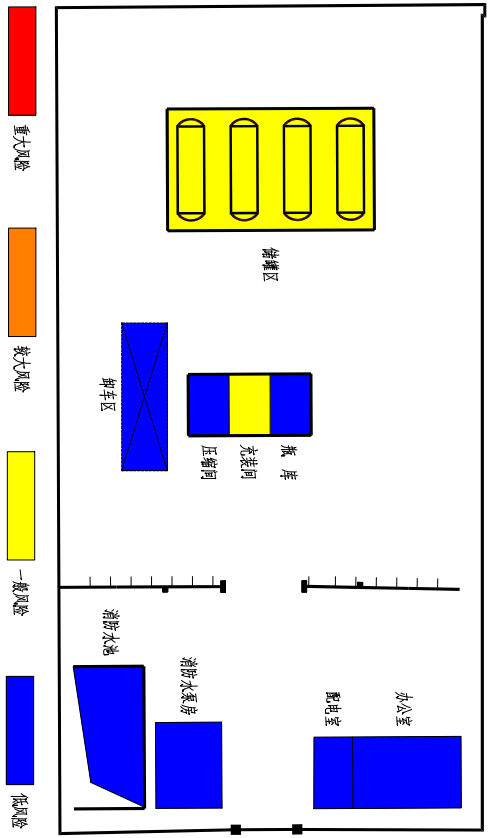 重大风险
较大风险
一般风险
低风险
储罐区
卸车区
压缩间
充装间
瓶 库
消防水池
消防水泵房
配电室
办公室